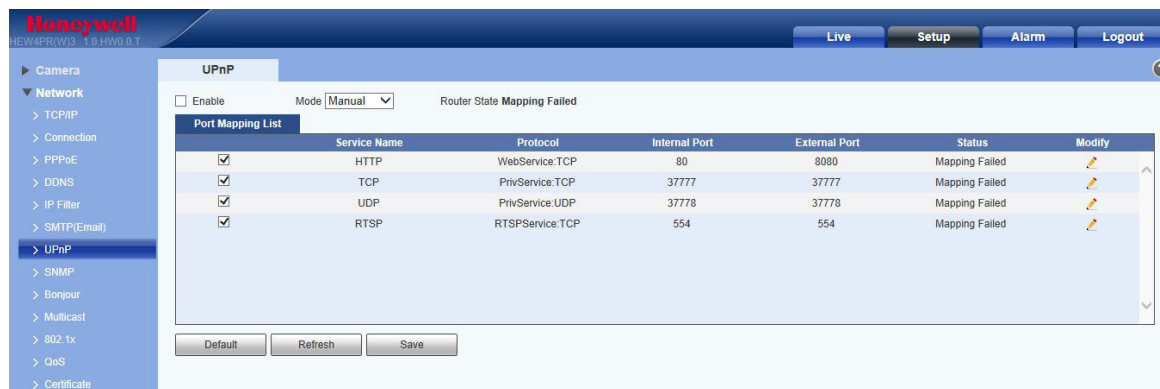 Honeywell
HEW4PR(W)3 1.0.HW0.0.T
Live Setup Alarm Logout
Camera
Network
> TCP/IP
> Connection
> PPPoE
> DDNS
> IP Filter
> SMTP(Email)
> UPnP
> SNMP
> Bonjour
> Multicast
> 802.1x
> QoS
> Certificate
UPnP
Enable Mode Manual Router State Mapping Failed
Port Mapping List
Service Name Protocol Internal Port External Port Status Modify
HTTP WebService:TCP 80 8080 Mapping Failed
TCP PrivService:TCP 37777 37777 Mapping Failed
UDP PrivService:UDP 37778 37778 Mapping Failed
RTSP RTSPService:TCP 554 554 Mapping Failed
Default Refresh Save